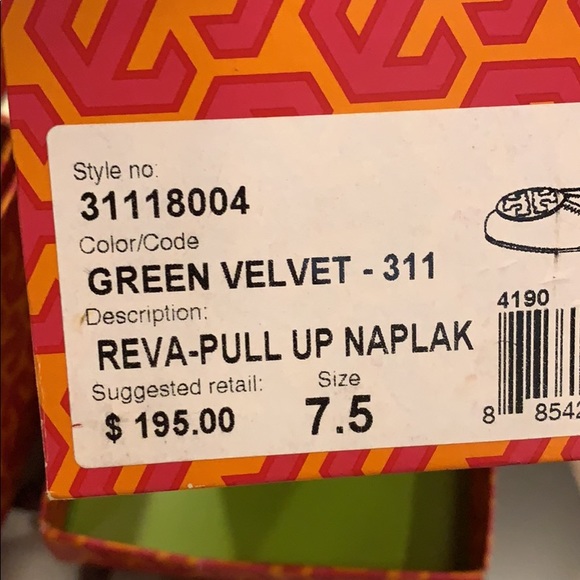 Style no:
31118004
Color/Code
GREEN VELVET - 311
Description:
REVA-PULL UP NAPLAK
Suggested retail:
Size
$ 195.00
7.5
4190
8 8542